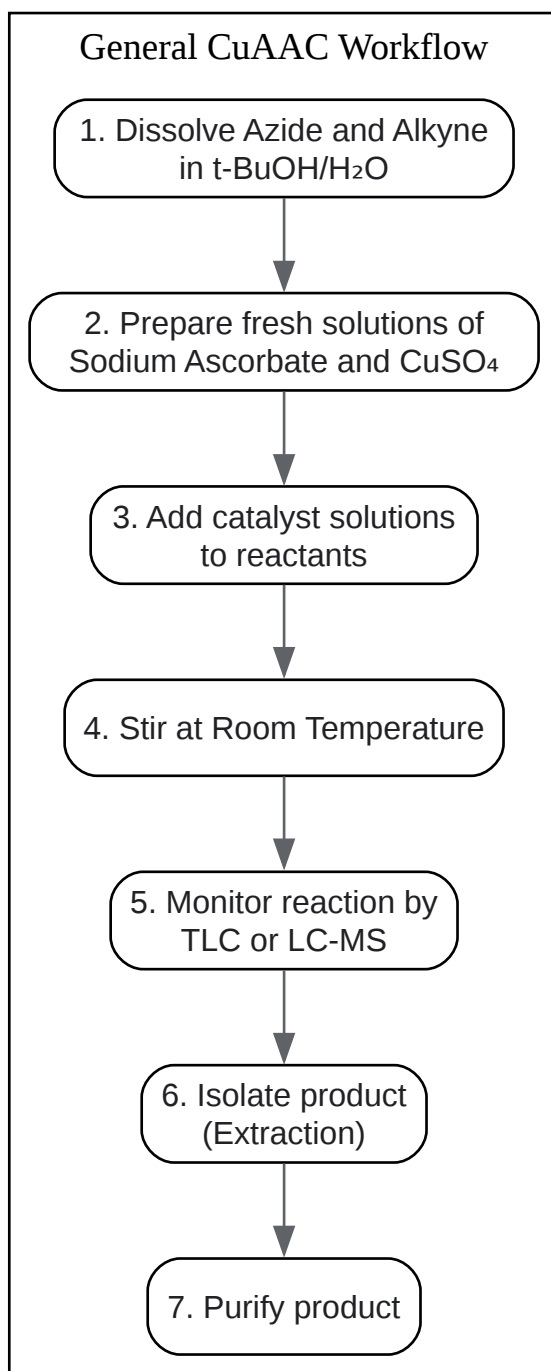 General CuAAC Workflow
1. Dissolve Azide and Alkyne
in t-BuOH/H₂O
2. Prepare fresh solutions of
Sodium Ascorbate and CuSO₄
3. Add catalyst solutions
to reactants
4. Stir at Room Temperature
5. Monitor reaction by
TLC or LC-MS
6. Isolate product
(Extraction)
7. Purify product